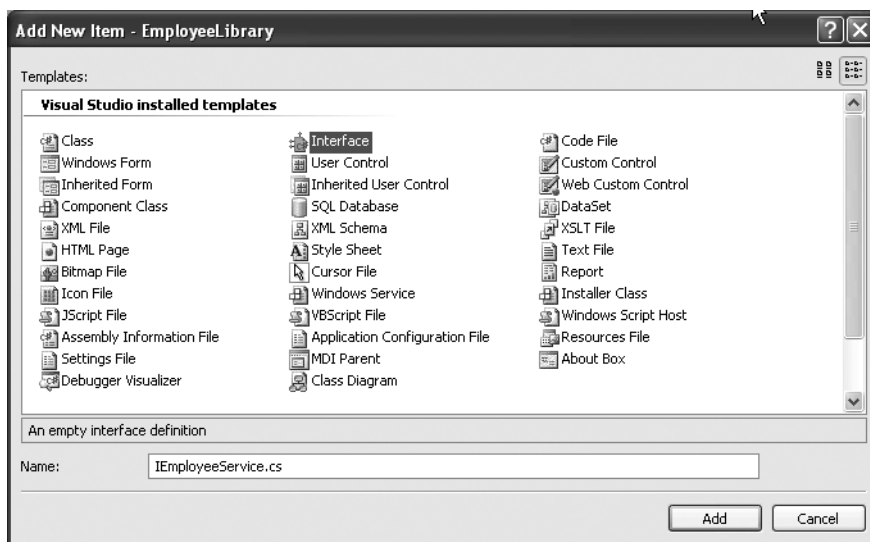 Add New Item - EmployeeLibrary
Templates:
Visual Studio installed templates
Class Interface Code File
Windows Form User Control Custom Control
Inherited Form Inherited User Control Web Custom Control
Component Class SQL Database DataSet
XML File XML Schema XSLT File
HTML Page Style Sheet Text File
Bitmap File Cursor File Report
Icon File Windows Service Installer Class
JScript File VBScript File Windows Script Host
Assembly Information File Application Configuration File Resources File
Settings File MDI Parent About Box
Debugger Visualizer Class Diagram
An empty interface definition
Name: IEmployeeService.cs
Add Cancel